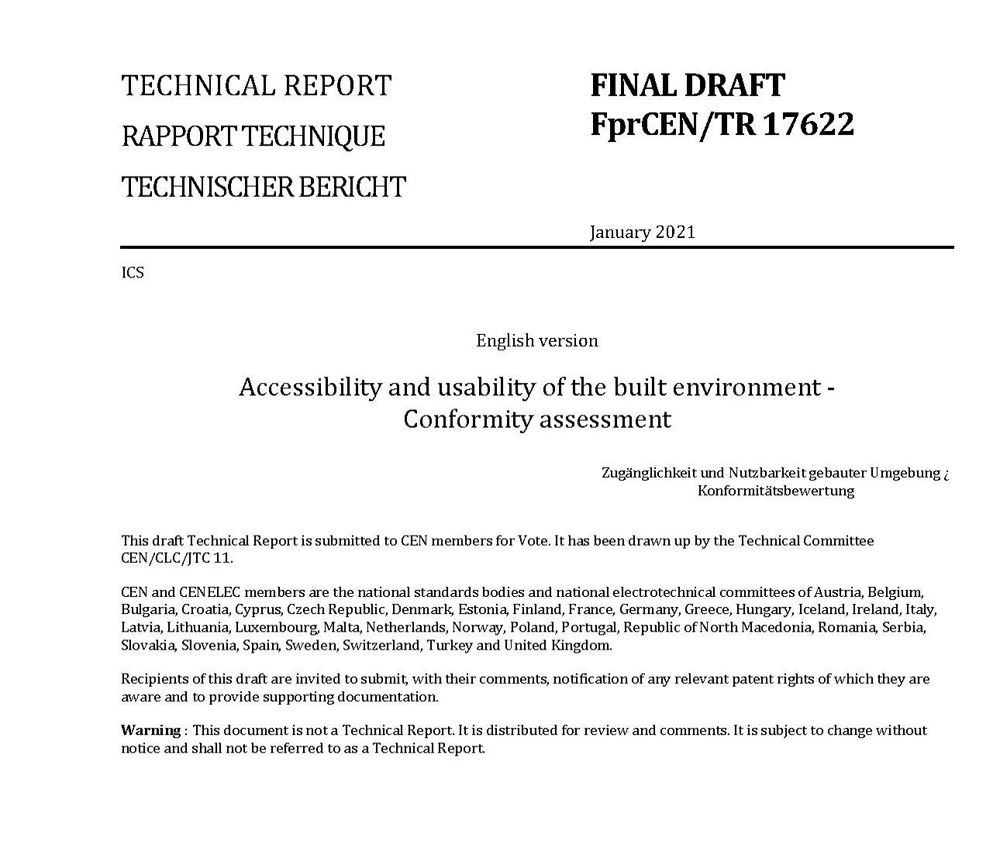 TECHNICAL REPORT
RAPPORT TECHNIQUE
TECHNISCHER BERICHT
FINAL DRAFT
FprCEN/TR 17622
January 2021
ICS
English version
Accessibility and usability of the built environment -
Conformity assessment
Zugänglichkeit und Nutzbarkeit gebauter Umgebung ¿
Konformitätsbewertung
This draft Technical Report is submitted to CEN members for Vote. It has been drawn up by the Technical Committee
CEN/CLC/JTC 11.
CEN and CENELEC members are the national standards bodies and national electrotechnical committees of Austria, Belgium,
Bulgaria, Croatia, Cyprus, Czech Republic, Denmark, Estonia, Finland, France, Germany, Greece, Hungary, Iceland, Ireland, Italy,
Latvia, Lithuania, Luxembourg, Malta, Netherlands, Norway, Poland, Portugal, Republic of North Macedonia, Romania, Serbia,
Slovakia, Slovenia, Spain, Sweden, Switzerland, Turkey and United Kingdom.
Recipients of this draft are invited to submit, with their comments, notification of any relevant patent rights of which they are
aware and to provide supporting documentation.
Warning : This document is not a Technical Report. It is distributed for review and comments. It is subject to change without
notice and shall not be referred to as a Technical Report.